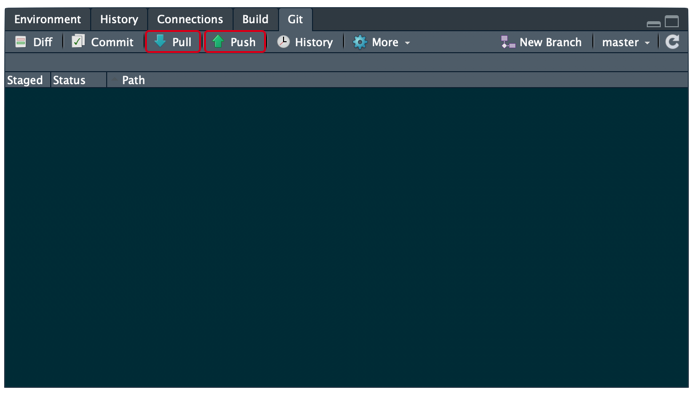 Environment History Connections Build Git
Diff Commit Pull Push History More New Branch master
Staged Status Path